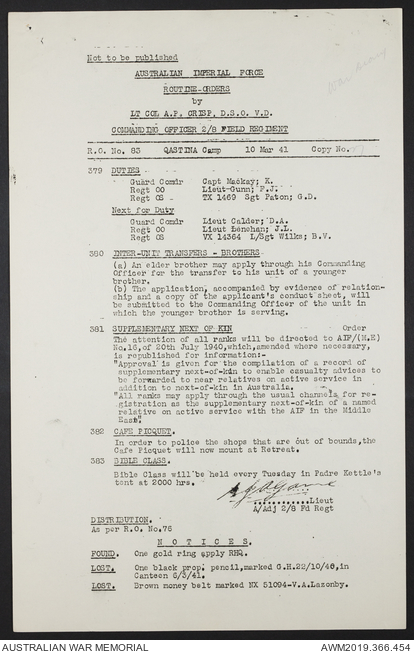 Not to be published
War Diary
AUSTRALIAN IMPERIAL FORCE
ROUTINE-ORDERS
by
LT COL A.P. CRISP, D.S.O. V.D.
COMMANDING OFFICER 2/8 FIELD REGIMENT
R.O. No. 83 QASTINA Camp 10 Mar 41 Copy No.
379 DUTIES
Guard Comdr Capt Mackay; K.
Regt OO Lieut Gunn; F.J.
Regt OS - TX 1469 Sgt Paton; G.D.
Next for Duty
Guard Comdr Lieut Calder; D.A.
Regt OO Lieut Lenehan; J.L.
Regt OS VX 14364 L/Sgt Wilks; B.V.
380 INTER-UNIT TRANSFERS - BROTHERS
(a) An elder brother may apply through his Commanding
Officer for the transfer to his unit of a younger
brother.
(b) The application, accompanied by evidence of relation-
ship and a copy of the applicant's conduct sheet, will
be submitted to the Commanding Officer of the unit in
which the younger brother is serving.
381 SUPPLEMENTARY NEXT OF KIN Order
The attention of all ranks will be directed to AIF/(M.E)
No.16, of 20th July 1940, which, amended where necessary,
is republished for information:-
"Approval is given for the compilation of a record of
supplementary next-of-kin to enable casualty advices to
be forwarded to near relatives on active service in
addition to next-of-kin in Australia.
"All ranks may apply through the usual channels for re-
gistration as the supplementary next-of-kin of a named
relative on active service with the AIF in the Middle
East".
382 CAFE PICQUET.
In order to police the shops that are out of bounds, the
Cafe Picquet will now mount at Retreat.
383 BIBLE CLASS.
Bible Class will be held every Tuesday in Padre Kettle's
tent at 2000 hrs.
...........Lieut
A/Adj 2/8 Fd Regt
DISTRIBUTION.
As per R.O. No.76
N O T I C E S.
FOUND. One gold ring apply RHQ.
LOST. One black prop; pencil, marked G.H.22/10/40, in
Canteen 6/3/41.
LOST. Brown money belt marked NX 51094-V.A.Lazonby.
AUSTRALIAN WAR MEMORIAL AWM2019.366.454